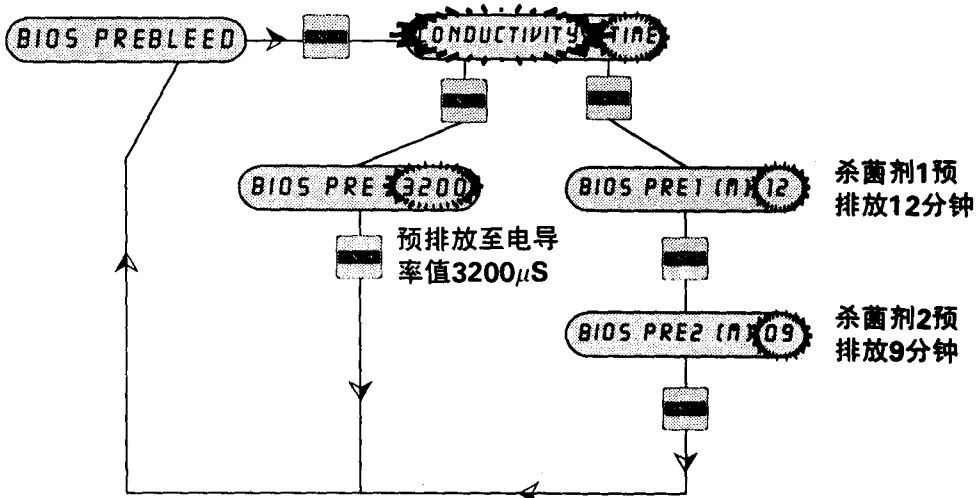 BIOS PREBLEED
CONDUCTIVITY TIME
BIOS PRE 3200
预排放至电导
率值3200μS
BIOS PRE1 (M) 12
杀菌剂1预
排放12分钟
BIOS PRE2 (M) 09
杀菌剂2预
排放9分钟